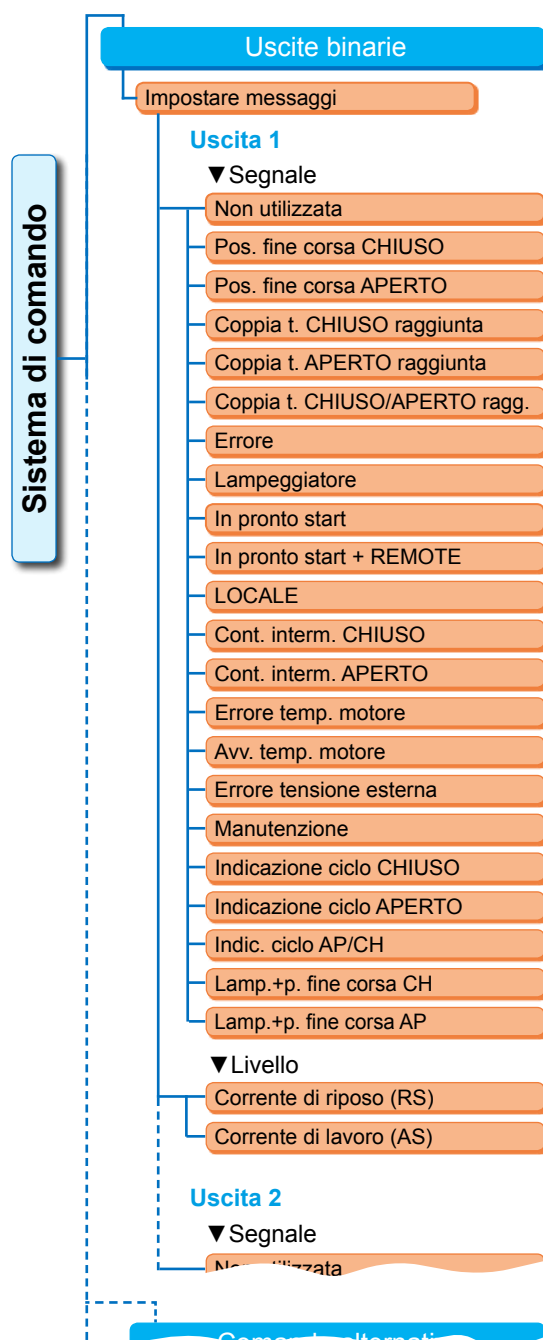 Uscite binarie
Impostare messaggi
Uscita 1
▼Segnale
Non utilizzata
Pos. fine corsa CHIUSO
Pos. fine corsa APERTO
Coppia t. CHIUSO raggiunta
Coppia t. APERTO raggiunta
Coppia t. CHIUSO/APERTO ragg.
Errore
Lampeggiatore
In pronto start
In pronto start + REMOTE
LOCALE
Cont. interm. CHIUSO
Cont. interm. APERTO
Errore temp. motore
Avv. temp. motore
Errore tensione esterna
Manutenzione
Indicazione ciclo CHIUSO
Indicazione ciclo APERTO
Indic. ciclo AP/CH
Lamp.+p. fine corsa CH
Lamp.+p. fine corsa AP
▼Livello
Corrente di riposo (RS)
Corrente di lavoro (AS)
Uscita 2
▼Segnale
Non utilizzata
Sistema di comando